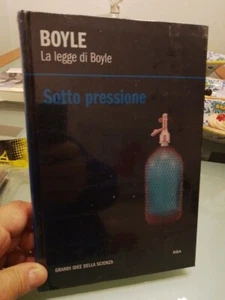 BOYLE
La legge di Boyle
Sotto pressione
GRANDI IDEE DELLA SCIENZA